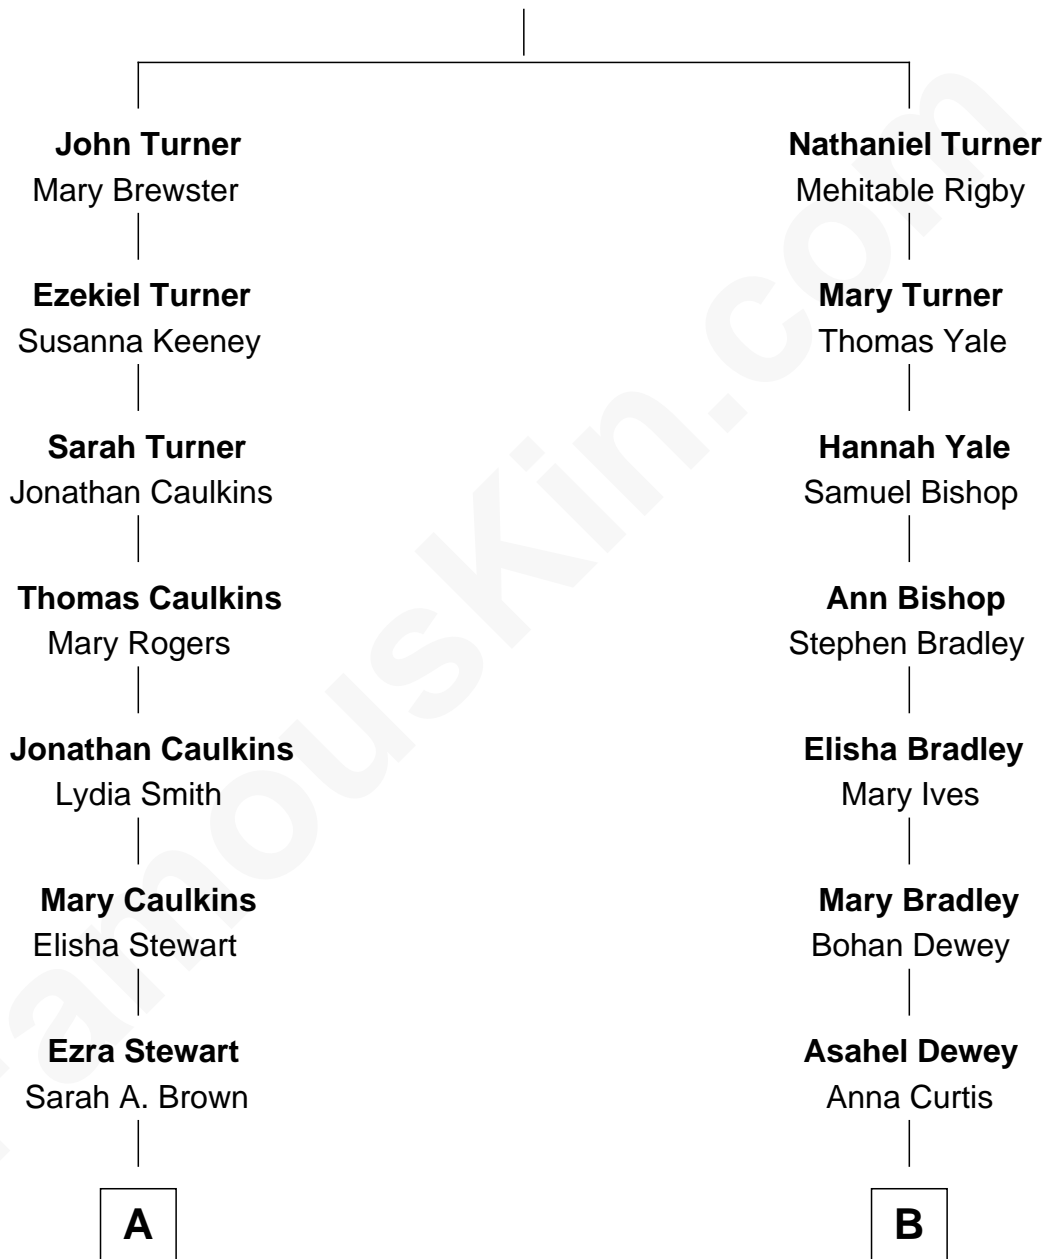 John Turner
Mary Brewster
Nathaniel Turner
Mehitable Rigby
Ezekiel Turner
Susanna Keeney
Mary Turner
Thomas Yale
Sarah Turner
Jonathan Caulkins
Hannah Yale
Samuel Bishop
Thomas Caulkins
Mary Rogers
Ann Bishop
Stephen Bradley
Jonathan Caulkins
Lydia Smith
Elisha Bradley
Mary Ives
Mary Caulkins
Elisha Stewart
Mary Bradley
Bohan Dewey
Ezra Stewart
Sarah A. Brown
Asahel Dewey
Anna Curtis
A
B
FamousKin.com